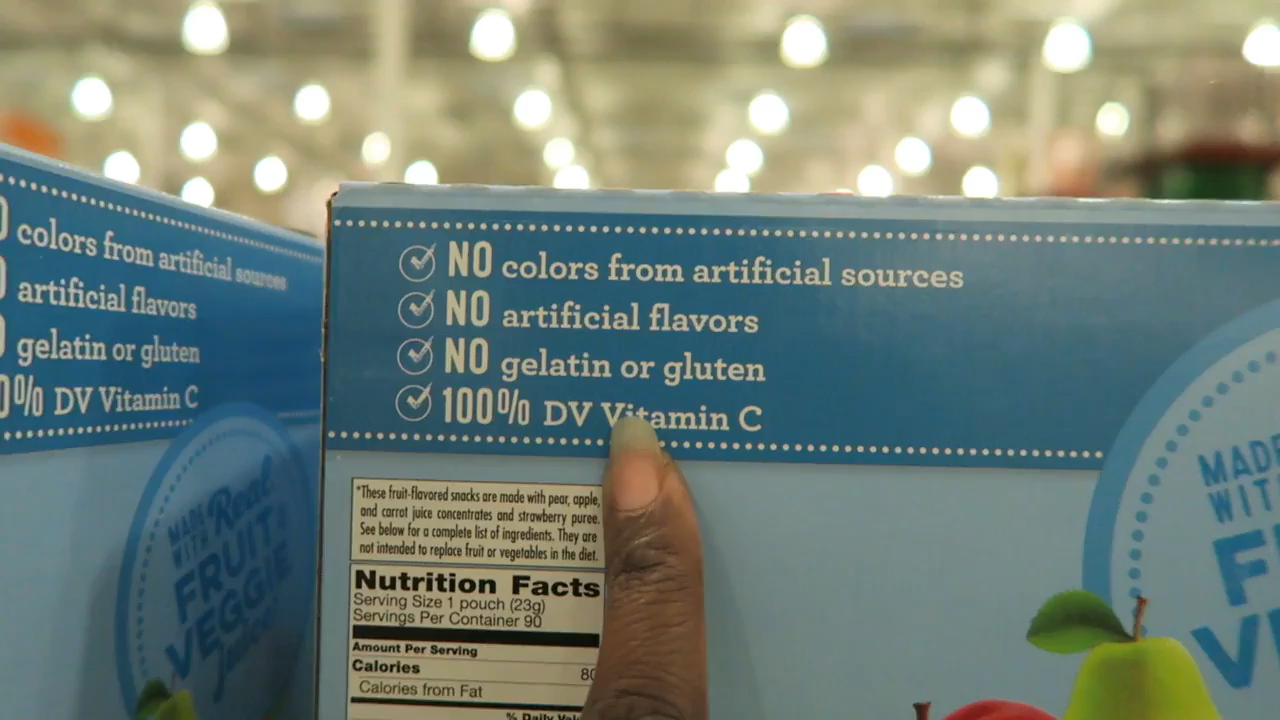 colors from artificial sources
artificial flavors
gelatin or gluten
0% DV Vitamin C
MADE WITH Real
FRUIT
VEGGIE
juice
NO colors from artificial sources
NO artificial flavors
NO gelatin or gluten
100% DV Vitamin C
*These fruit-flavored snacks are made with pear, apple,
and carrot juice concentrates and strawberry puree.
See below for a complete list of ingredients. They are
not intended to replace fruit or vegetables in the diet.
Nutrition Facts
Serving Size 1 pouch (23g)
Servings Per Container 90
Amount Per Serving
Calories 80
Calories from Fat
% Daily
MADE
WITH